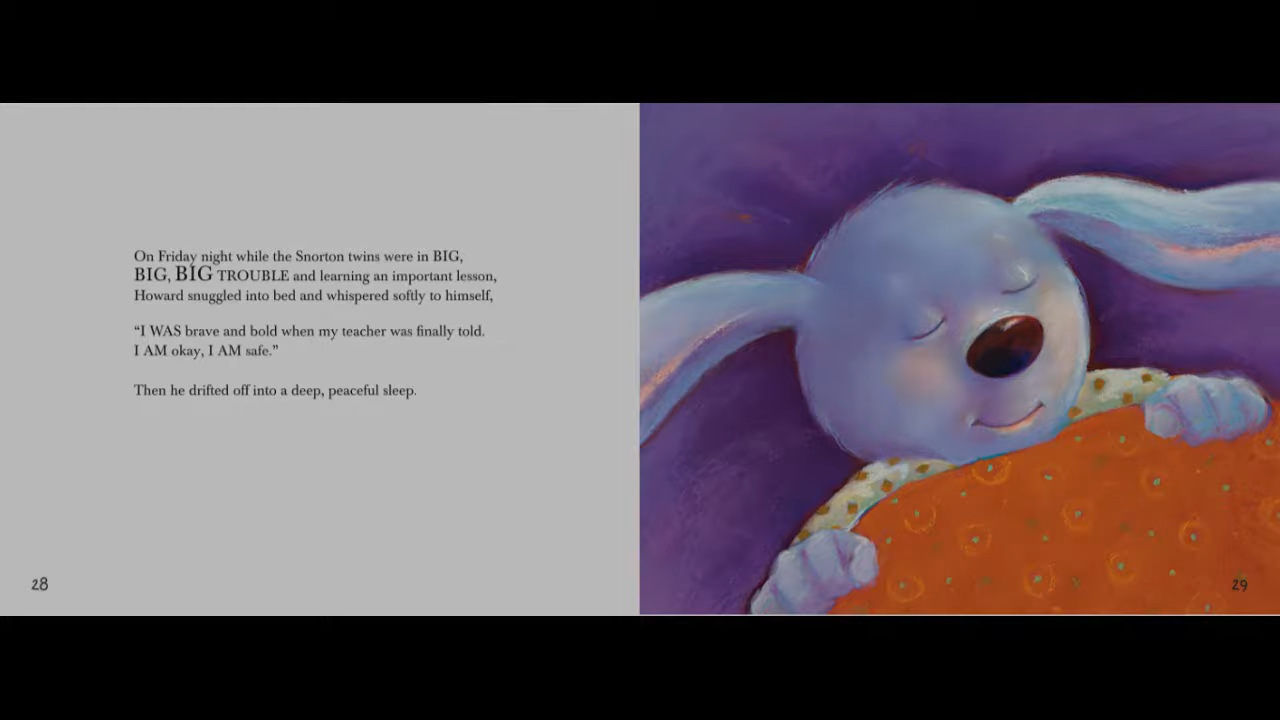 On Friday night while the Snorton twins were in BIG,
BIG, BIG TROUBLE and learning an important lesson,
Howard snuggled into bed and whispered softly to himself,
“I WAS brave and bold when my teacher was finally told.
I AM okay, I AM safe.”
Then he drifted off into a deep, peaceful sleep.
28
29